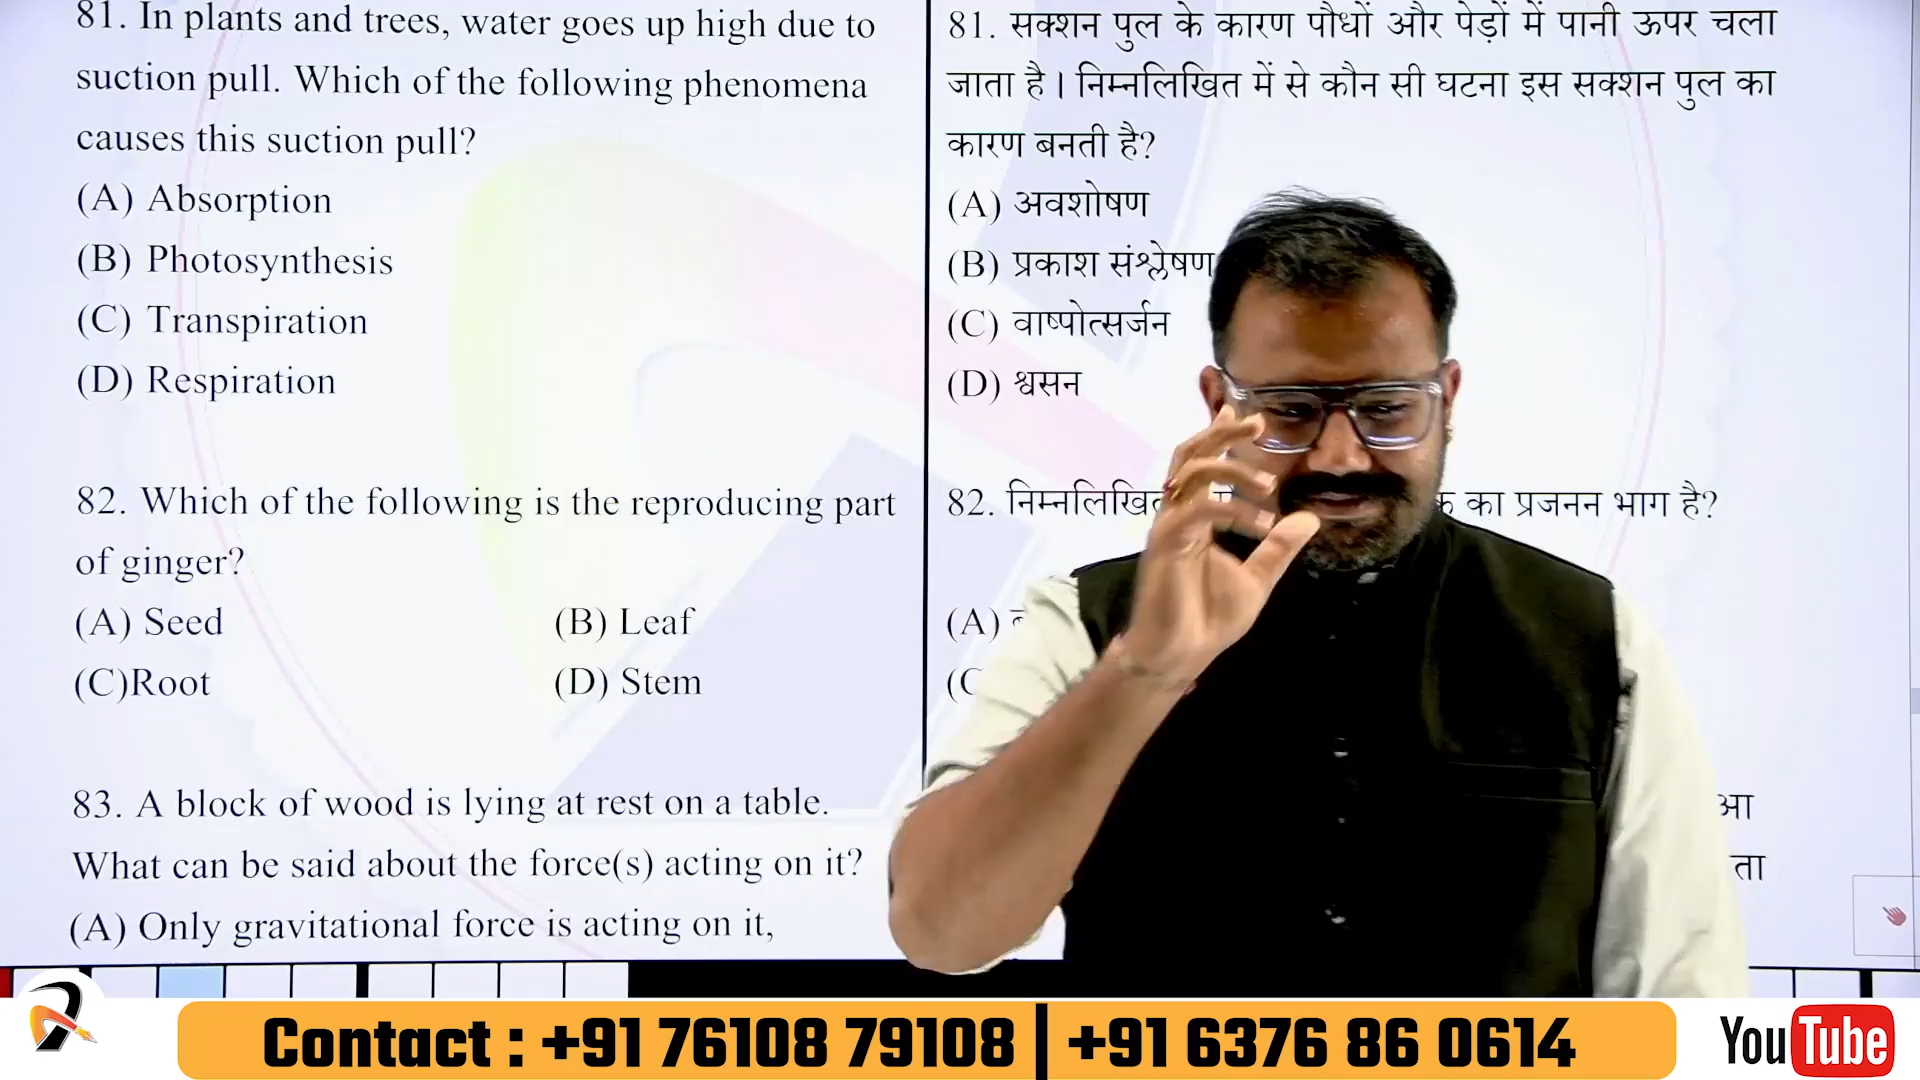 81. In plants and trees, water goes up high due to
suction pull. Which of the following phenomena
causes this suction pull?
(A) Absorption
(B) Photosynthesis
(C) Transpiration
(D) Respiration
82. Which of the following is the reproducing part
of ginger?
(A) Seed
(B) Leaf
(C)Root
(D) Stem
83. A block of wood is lying at rest on a table.
What can be said about the force(s) acting on it?
(A) Only gravitational force is acting on it,
81. सक्शन पुल के कारण पौधों और पेड़ों में पानी ऊपर चला
जाता है। निम्नलिखित में से कौन सी घटना इस सक्शन पुल का
कारण बनती है?
(A) अवशोषण
(B) प्रकाश संश्लेषण
(C) वाष्पोत्सर्जन
(D) श्वसन
82. निम्नलिखित का प्रजनन भाग है?
(A)
Contact : +91 76108 79108 | +91 6376 86 0614
YouTube